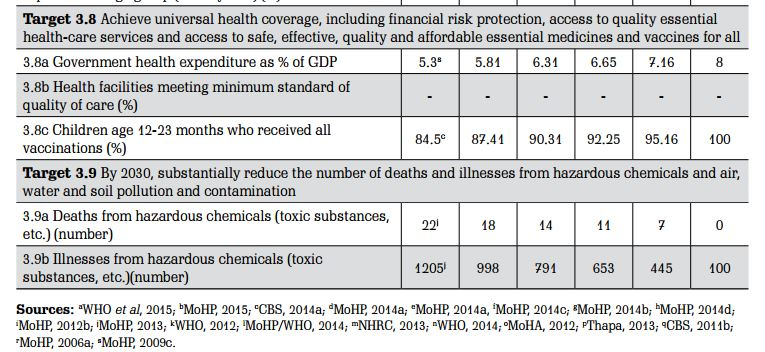 Target 3.8 Achieve universal health coverage, including financial risk protection, access to quality essential
health-care services and access to safe, effective, quality and affordable essential medicines and vaccines for all
3.8a Government health expenditure as % of GDP 5.3ˢ 5.81 6.31 6.65 7.16 8
3.8b Health facilities meeting minimum standard of
quality of care (%) - - - - - -
3.8c Children age 12-23 months who received all
vaccinations (%) 84.5ᶜ 87.41 90.31 92.25 95.16 100
Target 3.9 By 2030, substantially reduce the number of deaths and illnesses from hazardous chemicals and air,
water and soil pollution and contamination
3.9a Deaths from hazardous chemicals (toxic substances,
etc.) (number) 22ʲ 18 14 11 7 0
3.9b Illnesses from hazardous chemicals (toxic
substances, etc.)(number) 1205ʲ 998 791 653 445 100
Sources: ᵃWHO et al, 2015; ᵇMoHP, 2015; ᶜCBS, 2014a; ᵈMoHP, 2014a; ᵉMoHP, 2014a, ᶠMoHP, 2014c; ᵍMoHP, 2014b; ʰMoHP, 2014d;
ⁱMoHP, 2012b; ʲMoHP, 2013; ᵏWHO, 2012; ˡMoHP/WHO, 2014; ᵐNHRC, 2013; ⁿWHO, 2014; ᵒMoHA, 2012; ᵖThapa, 2013; qCBS, 2011b;
ʳMoHP, 2006a; ˢMoHP, 2009c.